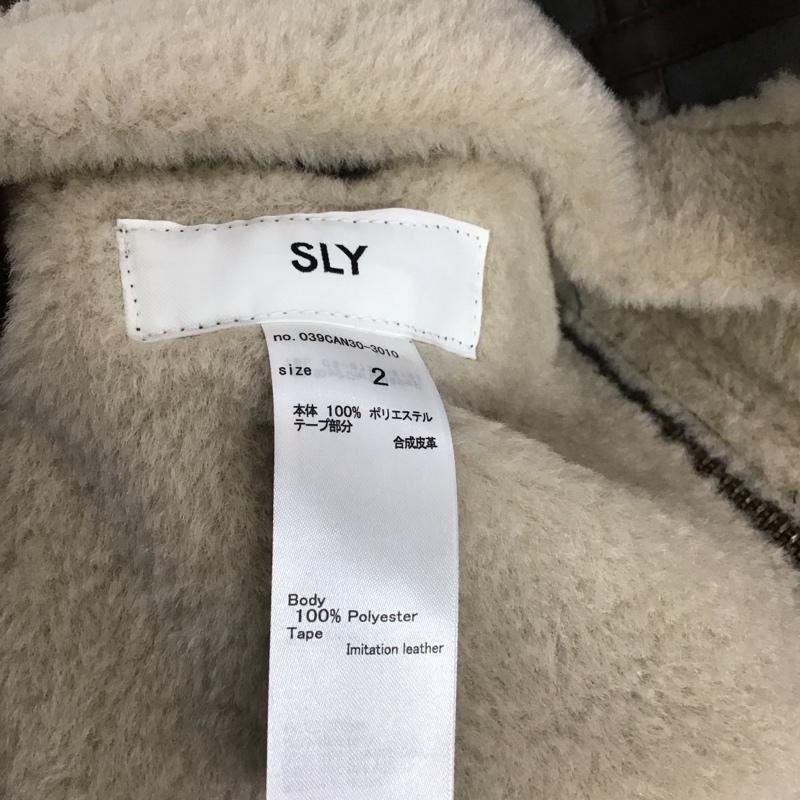 SLY
no. 039CAN30-3010
size 2
本体 100% ポリエステル
テープ部分
合成皮革
Body
100% Polyester
Tape
Imitation leather